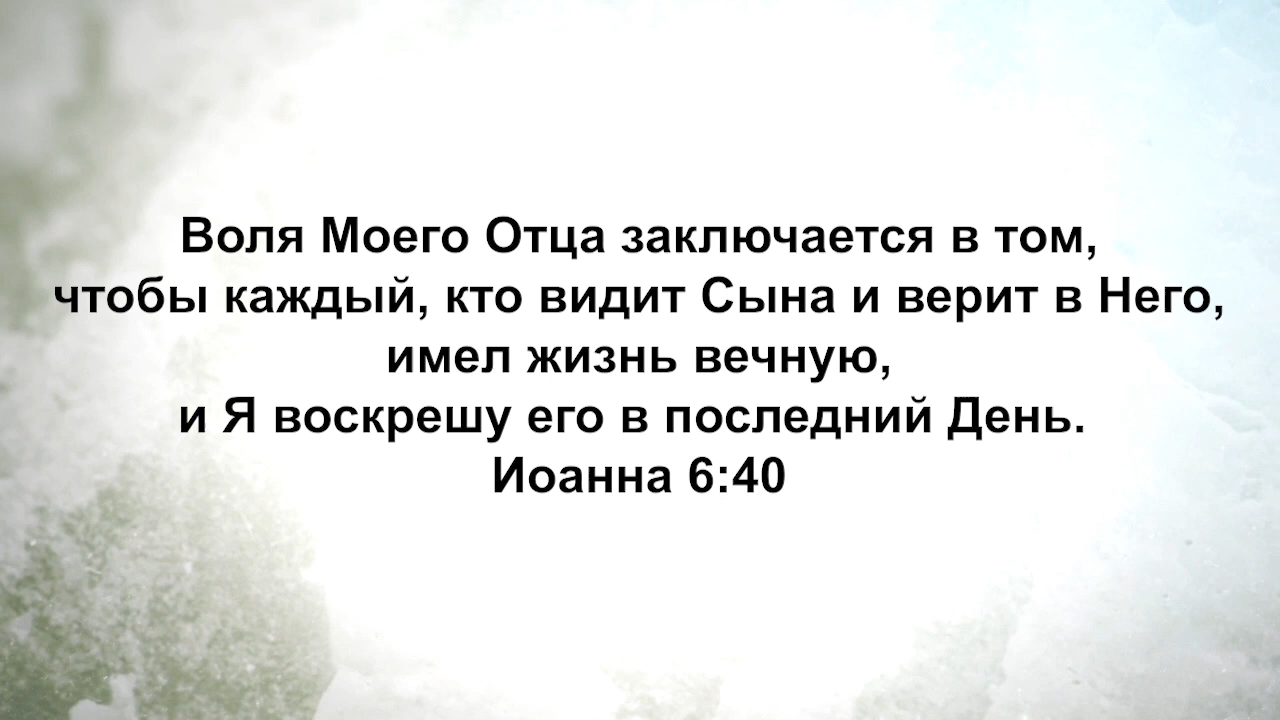 Воля Моего Отца заключается в том,
чтобы каждый, кто видит Сына и верит в Него,
имел жизнь вечную,
и Я воскрешу его в последний День.
Иоанна 6:40